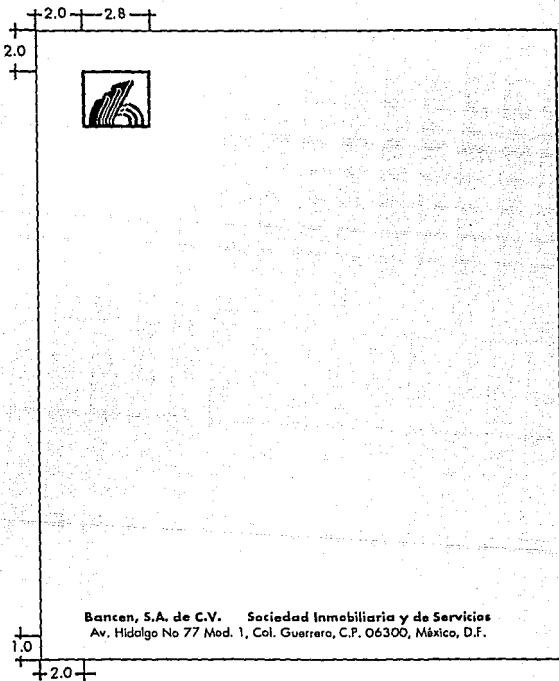 2.0 2.8
2.0
Bancen, S.A. de C.V. Sociedad Inmobiliaria y de Servicios
Av. Hidalgo No 77 Mod. 1, Col. Guerrero, C.P. 06300, México, D.F.
1.0
2.0